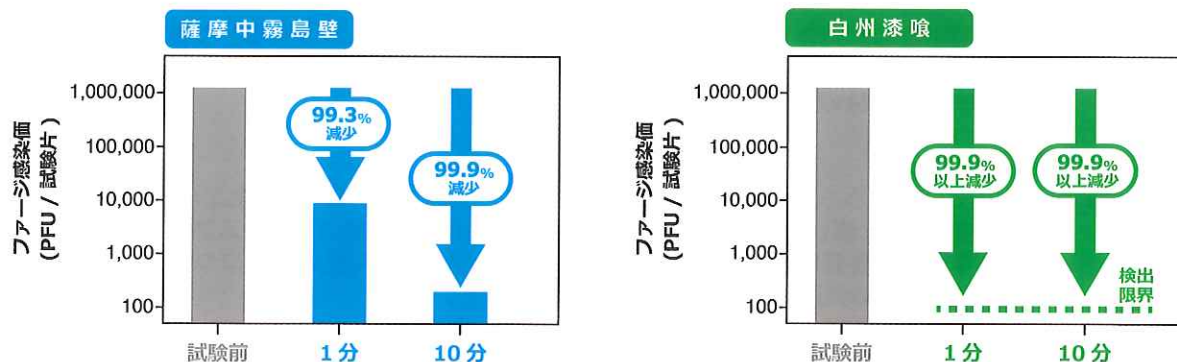 薩摩中霧島壁
ファージ感染価
(PFU / 試験片 )
1,000,000
100,000
10,000
1,000
100
99.3%
減少
99.9%
減少
試験前
1分
10分
白州漆喰
ファージ感染価
(PFU / 試験片 )
1,000,000
100,000
10,000
1,000
100
99.9%
以上減少
99.9%
以上減少
検出
限界
試験前
1分
10分